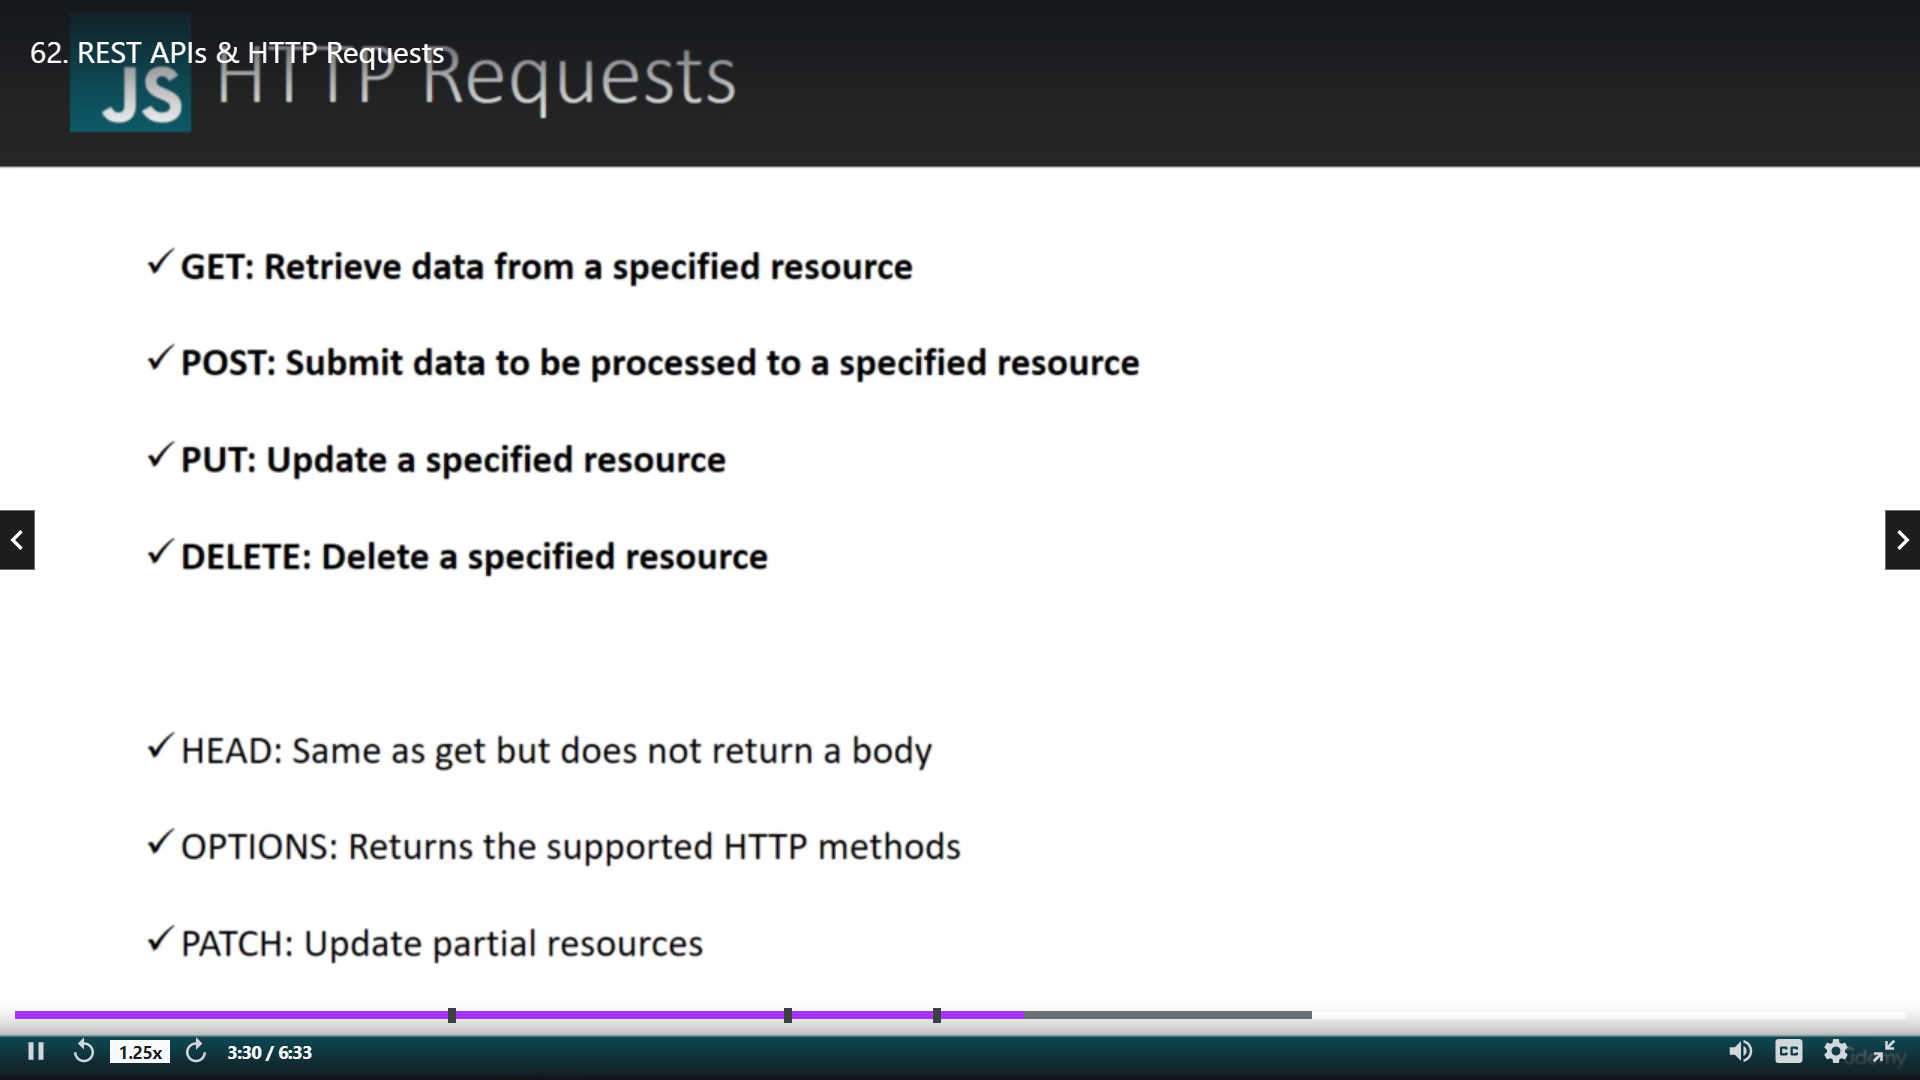 62. REST APIs & HTTP Requests
JS HTTP Requests
✓ GET: Retrieve data from a specified resource
✓ POST: Submit data to be processed to a specified resource
✓ PUT: Update a specified resource
✓ DELETE: Delete a specified resource
✓ HEAD: Same as get but does not return a body
✓ OPTIONS: Returns the supported HTTP methods
✓ PATCH: Update partial resources
1.25x 3:30 / 6:33 CC Udemy